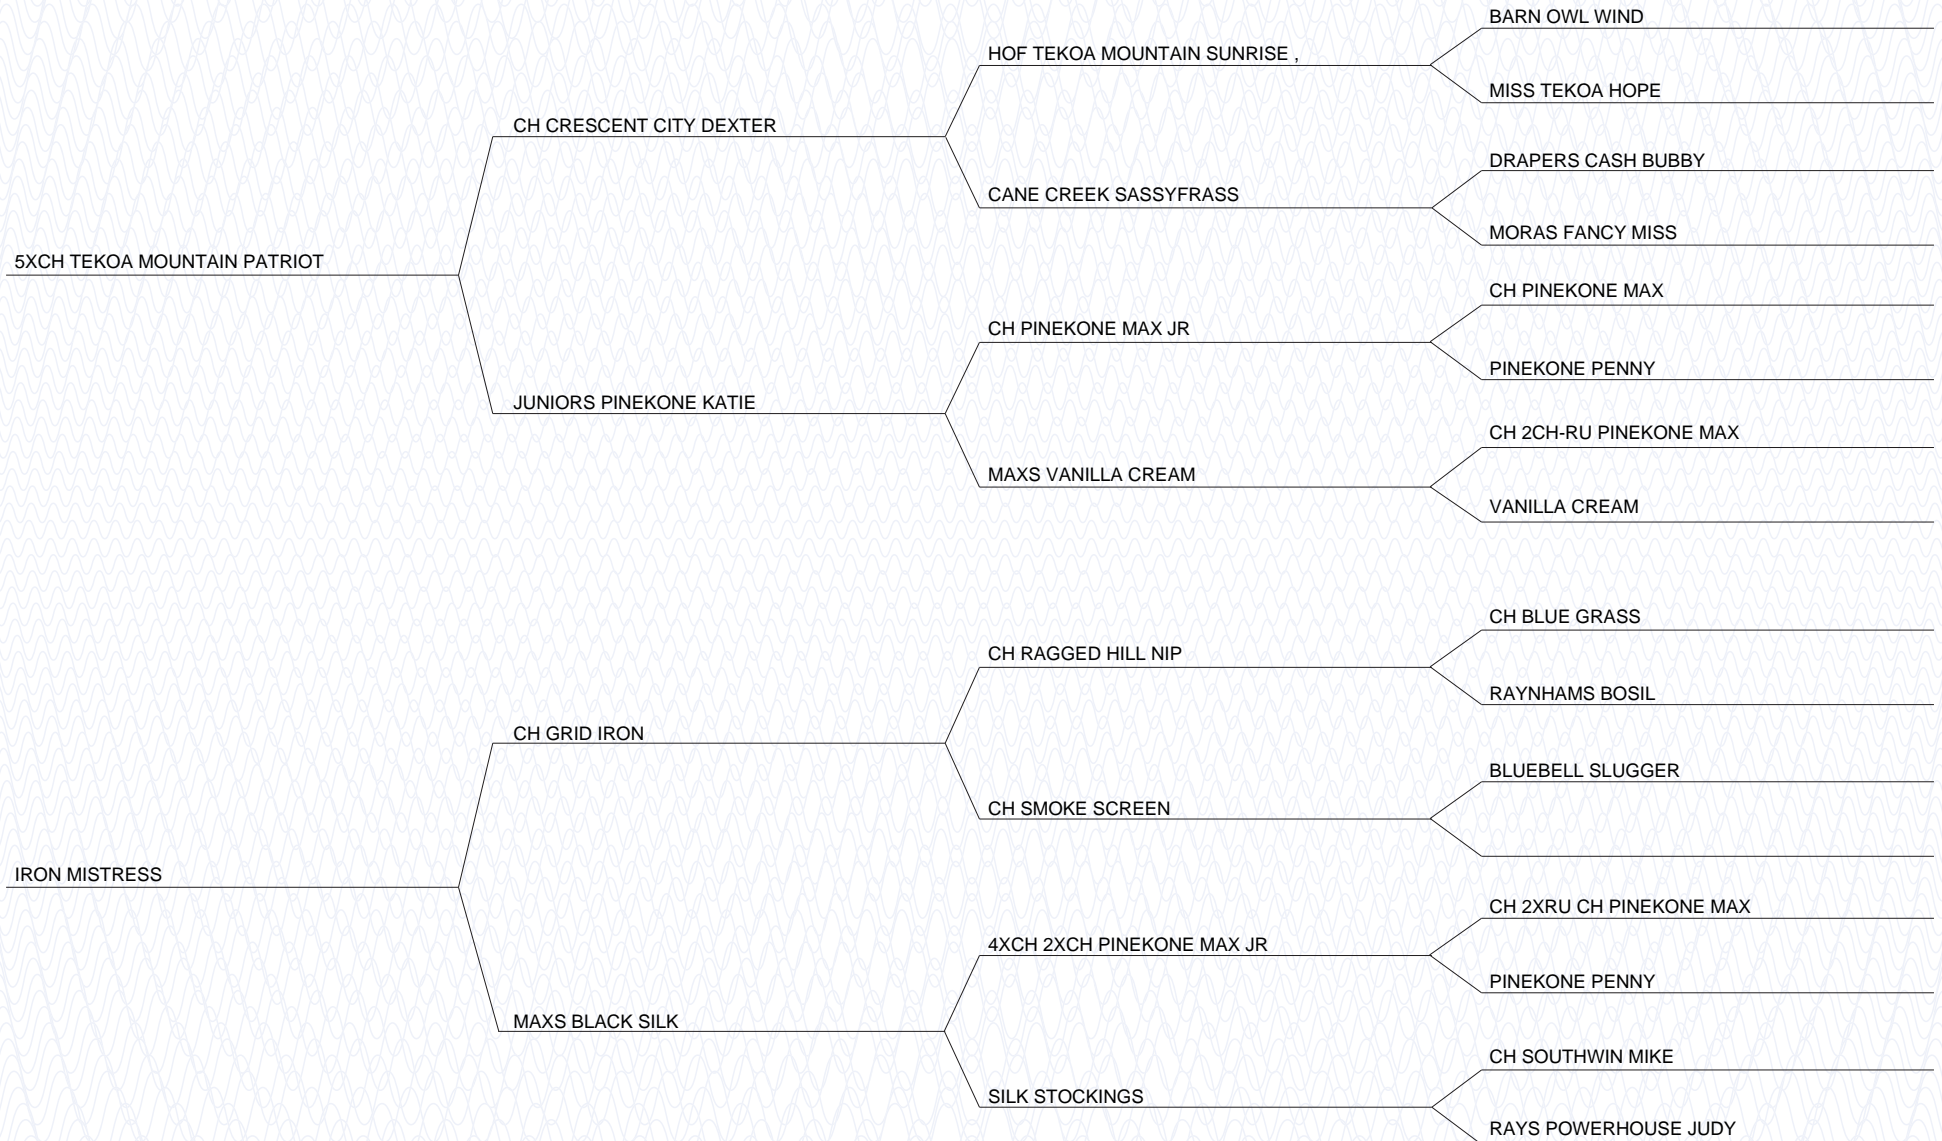 BARN OWL WIND
HOF TEKOA MOUNTAIN SUNRISE ,
MISS TEKOA HOPE
CH CRESCENT CITY DEXTER
DRAPERS CASH BUBBY
CANE CREEK SASSYFRASS
MORAS FANCY MISS
5XCH TEKOA MOUNTAIN PATRIOT
CH PINEKONE MAX
CH PINEKONE MAX JR
PINEKONE PENNY
JUNIORS PINEKONE KATIE
CH 2CH-RU PINEKONE MAX
MAXS VANILLA CREAM
VANILLA CREAM
CH BLUE GRASS
CH RAGGED HILL NIP
RAYNHAMS BOSIL
CH GRID IRON
BLUEBELL SLUGGER
CH SMOKE SCREEN
IRON MISTRESS
CH 2XRU CH PINEKONE MAX
4XCH 2XCH PINEKONE MAX JR
PINEKONE PENNY
MAXS BLACK SILK
CH SOUTHWIN MIKE
SILK STOCKINGS
RAYS POWERHOUSE JUDY